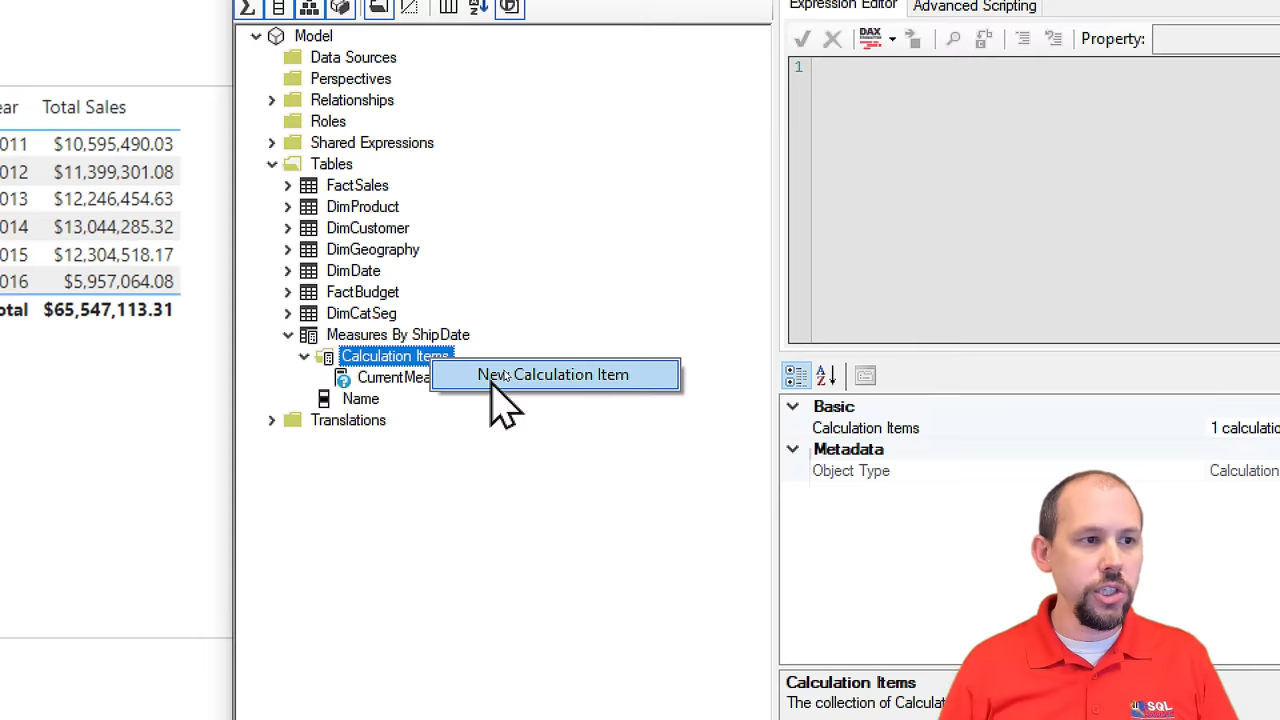 ear Total Sales
011 $10,595,490.03
012 $11,399,301.08
013 $12,246,454.63
014 $13,044,285.32
015 $12,304,518.17
016 $5,957,064.08
otal $65,547,113.31
Model
Data Sources
Perspectives
Relationships
Roles
Shared Expressions
Tables
FactSales
DimProduct
DimCustomer
DimGeography
DimDate
FactBudget
DimCatSeg
Measures By ShipDate
Calculation Items
New Calculation Item
CurrentMea
Name
Translations
Expression Editor Advanced Scripting
DAX Property:
1
Basic
Calculation Items 1 calculatio
Metadata
Object Type Calculation
Calculation Items
The collection of Calculat
SQL